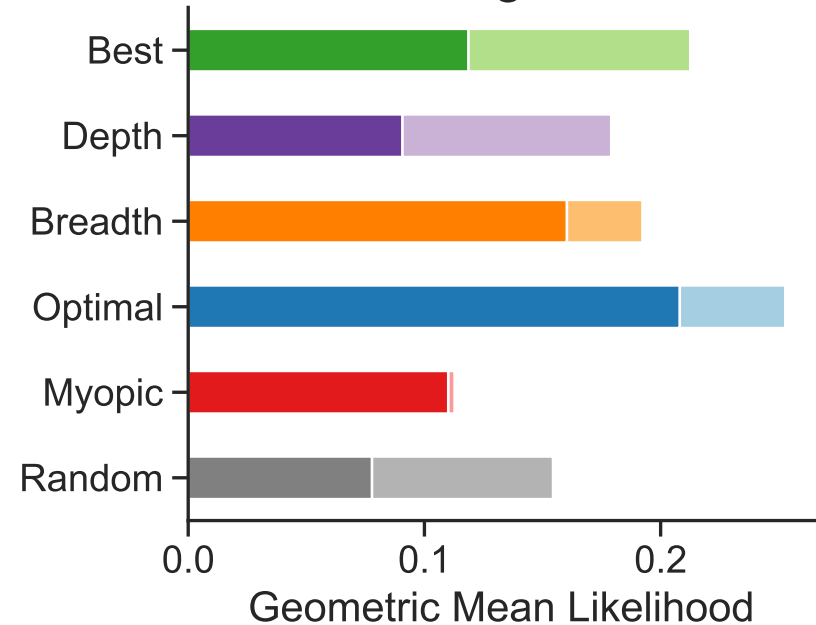 Best
Depth
Breadth
Optimal
Myopic
Random
0.0 0.1 0.2
Geometric Mean Likelihood